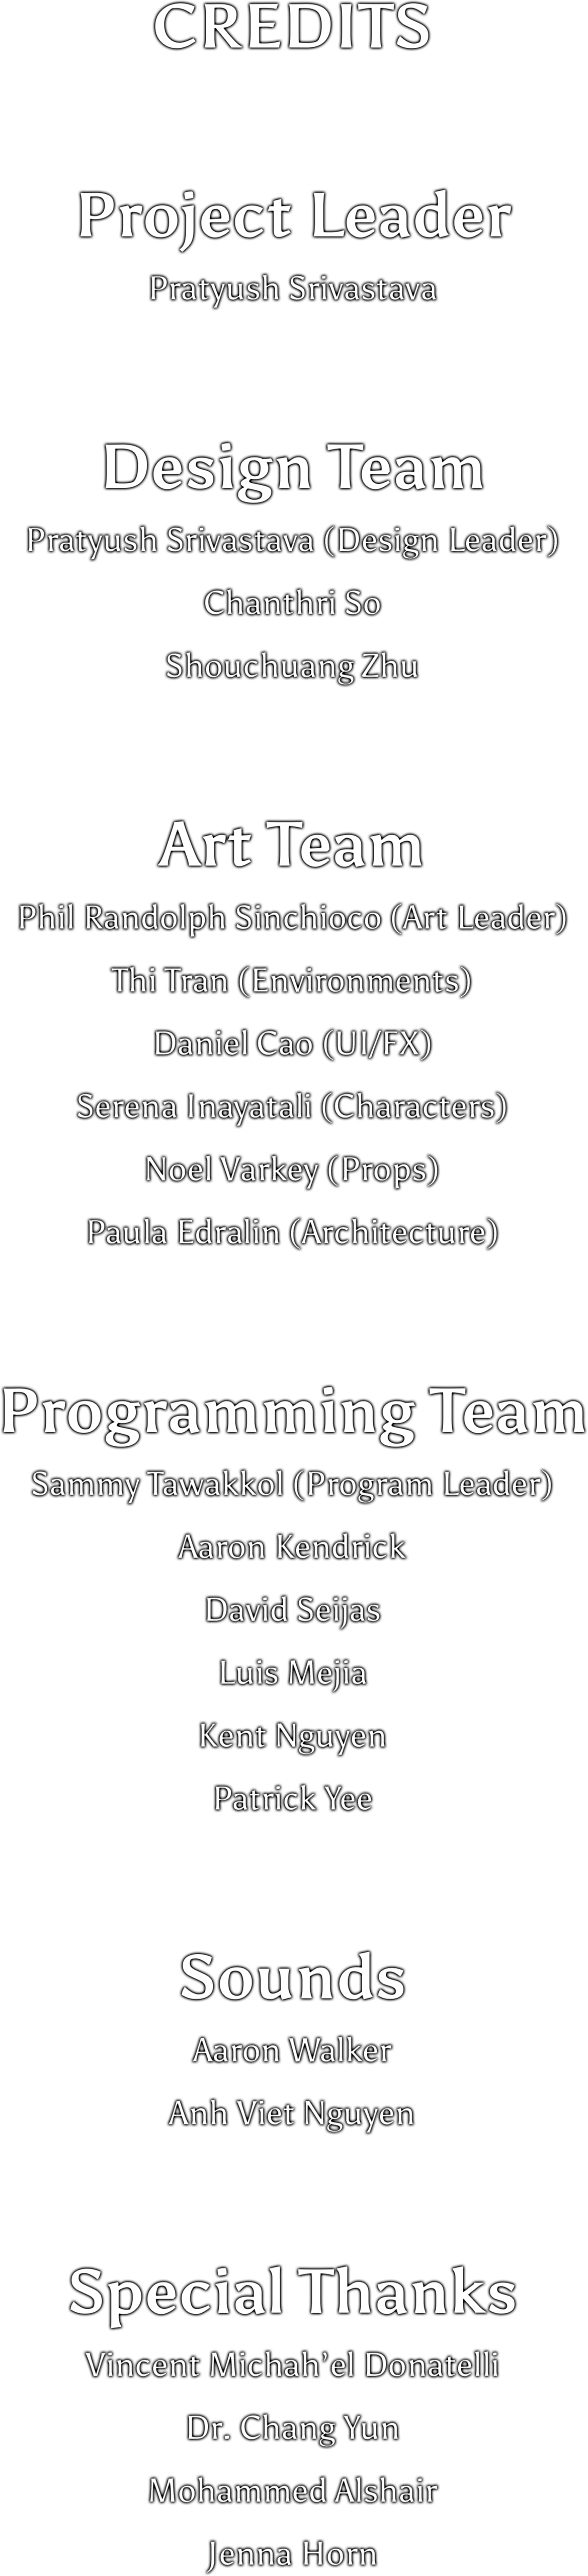 CREDITS
Project Leader
Pratyush Srivastava
Design Team
Pratyush Srivastava (Design Leader)
Chanthri So
Shouchuang Zhu
Art Team
Phil Randolph Sinchioco (Art Leader)
Thi Tran (Environments)
Daniel Cao (UI/FX)
Serena Inayatali (Characters)
Noel Varkey (Props)
Paula Edralin (Architecture)
Programming Team
Sammy Tawakkol (Program Leader)
Aaron Kendrick
David Seijas
Luis Mejia
Kent Nguyen
Patrick Yee
Sounds
Aaron Walker
Anh Viet Nguyen
Special Thanks
Vincent Michah’el Donatelli
Dr. Chang Yun
Mohammed Alshair
Jenna Horn